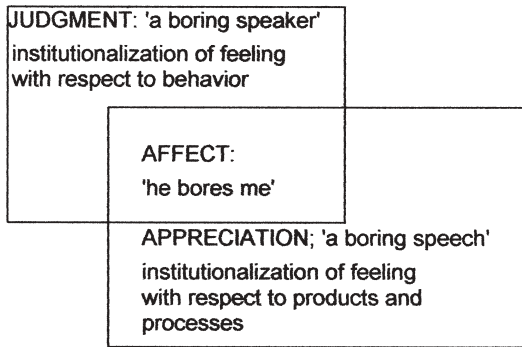 JUDGMENT: 'a boring speaker'
institutionalization of feeling
with respect to behavior
AFFECT:
'he bores me'
APPRECIATION; 'a boring speech'
institutionalization of feeling
with respect to products and
processes